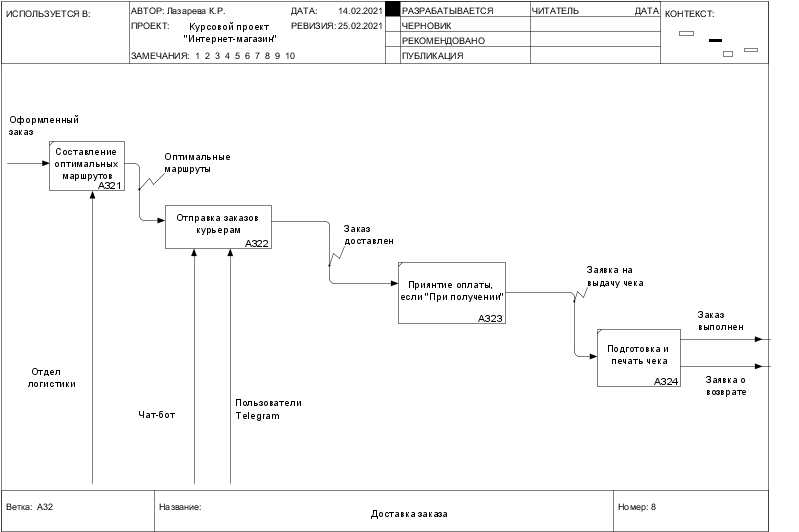 ИСПОЛЬЗУЕТСЯ В:
АВТОР: Лазарева К.Р.
ДАТА: 14.02.2021
РАЗРАБАТЫВАЕТСЯ
ЧИТАТЕЛЬ
ДАТА
КОНТЕКСТ:
ПРОЕКТ: Курсовой проект
"Интернет-магазин"
РЕВИЗИЯ: 25.02.2021
ЧЕРНОВИК
РЕКОМЕНДОВАНО
ЗАМЕЧАНИЯ: 1 2 3 4 5 6 7 8 9 10
ПУБЛИКАЦИЯ
Оформленный
заказ
Составление
оптимальных
маршрутов
A321
Оптимальные
маршруты
Отправка заказов
курьерам
A322
Заказ
доставлен
Приянтие оплаты,
если "При получении"
A323
Заявка на
выдачу чека
Подготовка и
печать чека
A324
Заказ
выполнен
Заявка о
возврате
Отдел
логистики
Чат-бот
Пользователи
Telegram
Ветка: A32
Название:
Доставка заказа
Номер: 8